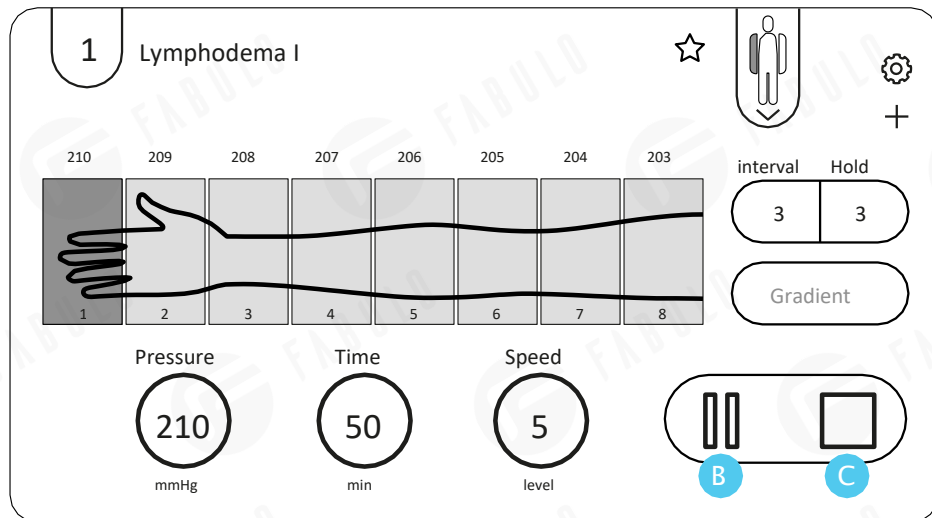 1 Lymphodema I
210 209 208 207 206 205 204 203
interval Hold
3 3
Gradient
1 2 3 4 5 6 7 8
Pressure Time Speed
210 50 5
mmHg min level
B C
FABULO